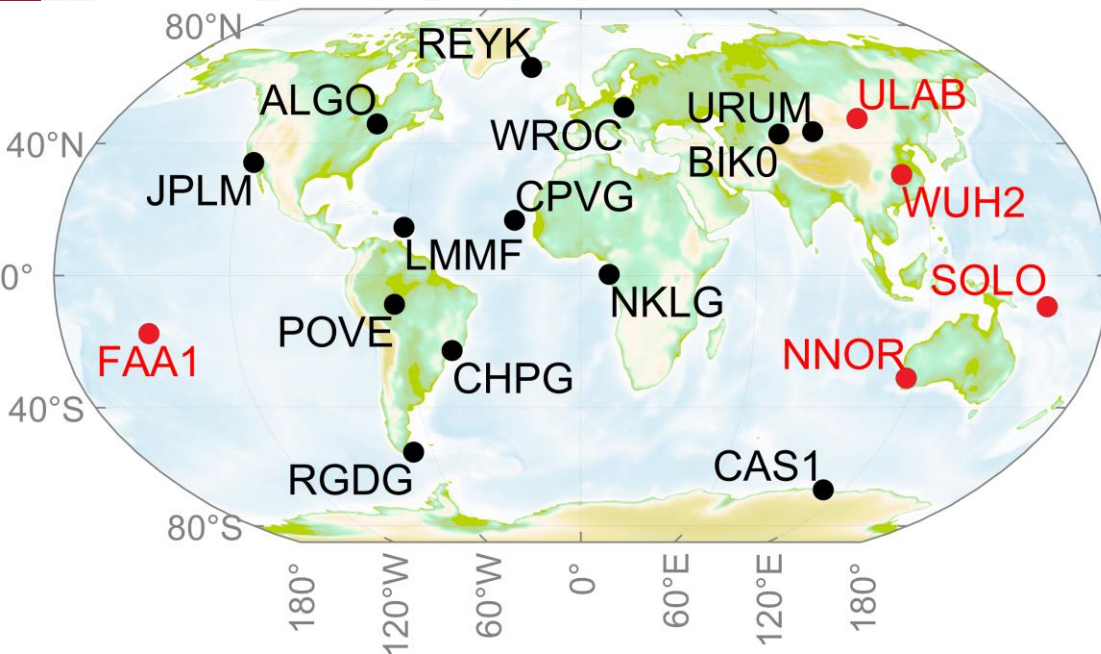 80°N
REYK
ALGO
URUM
ULAB
WROC
40°N
BIK0
JPLM
CPVG
WUH2
LMMF
0°
SOLO
NKLG
POVE
NNOR
FAA1
CHPG
40°S
CAS1
RGDG
80°S
180°
120°W
60°W
0°
60°E
120°E
180°